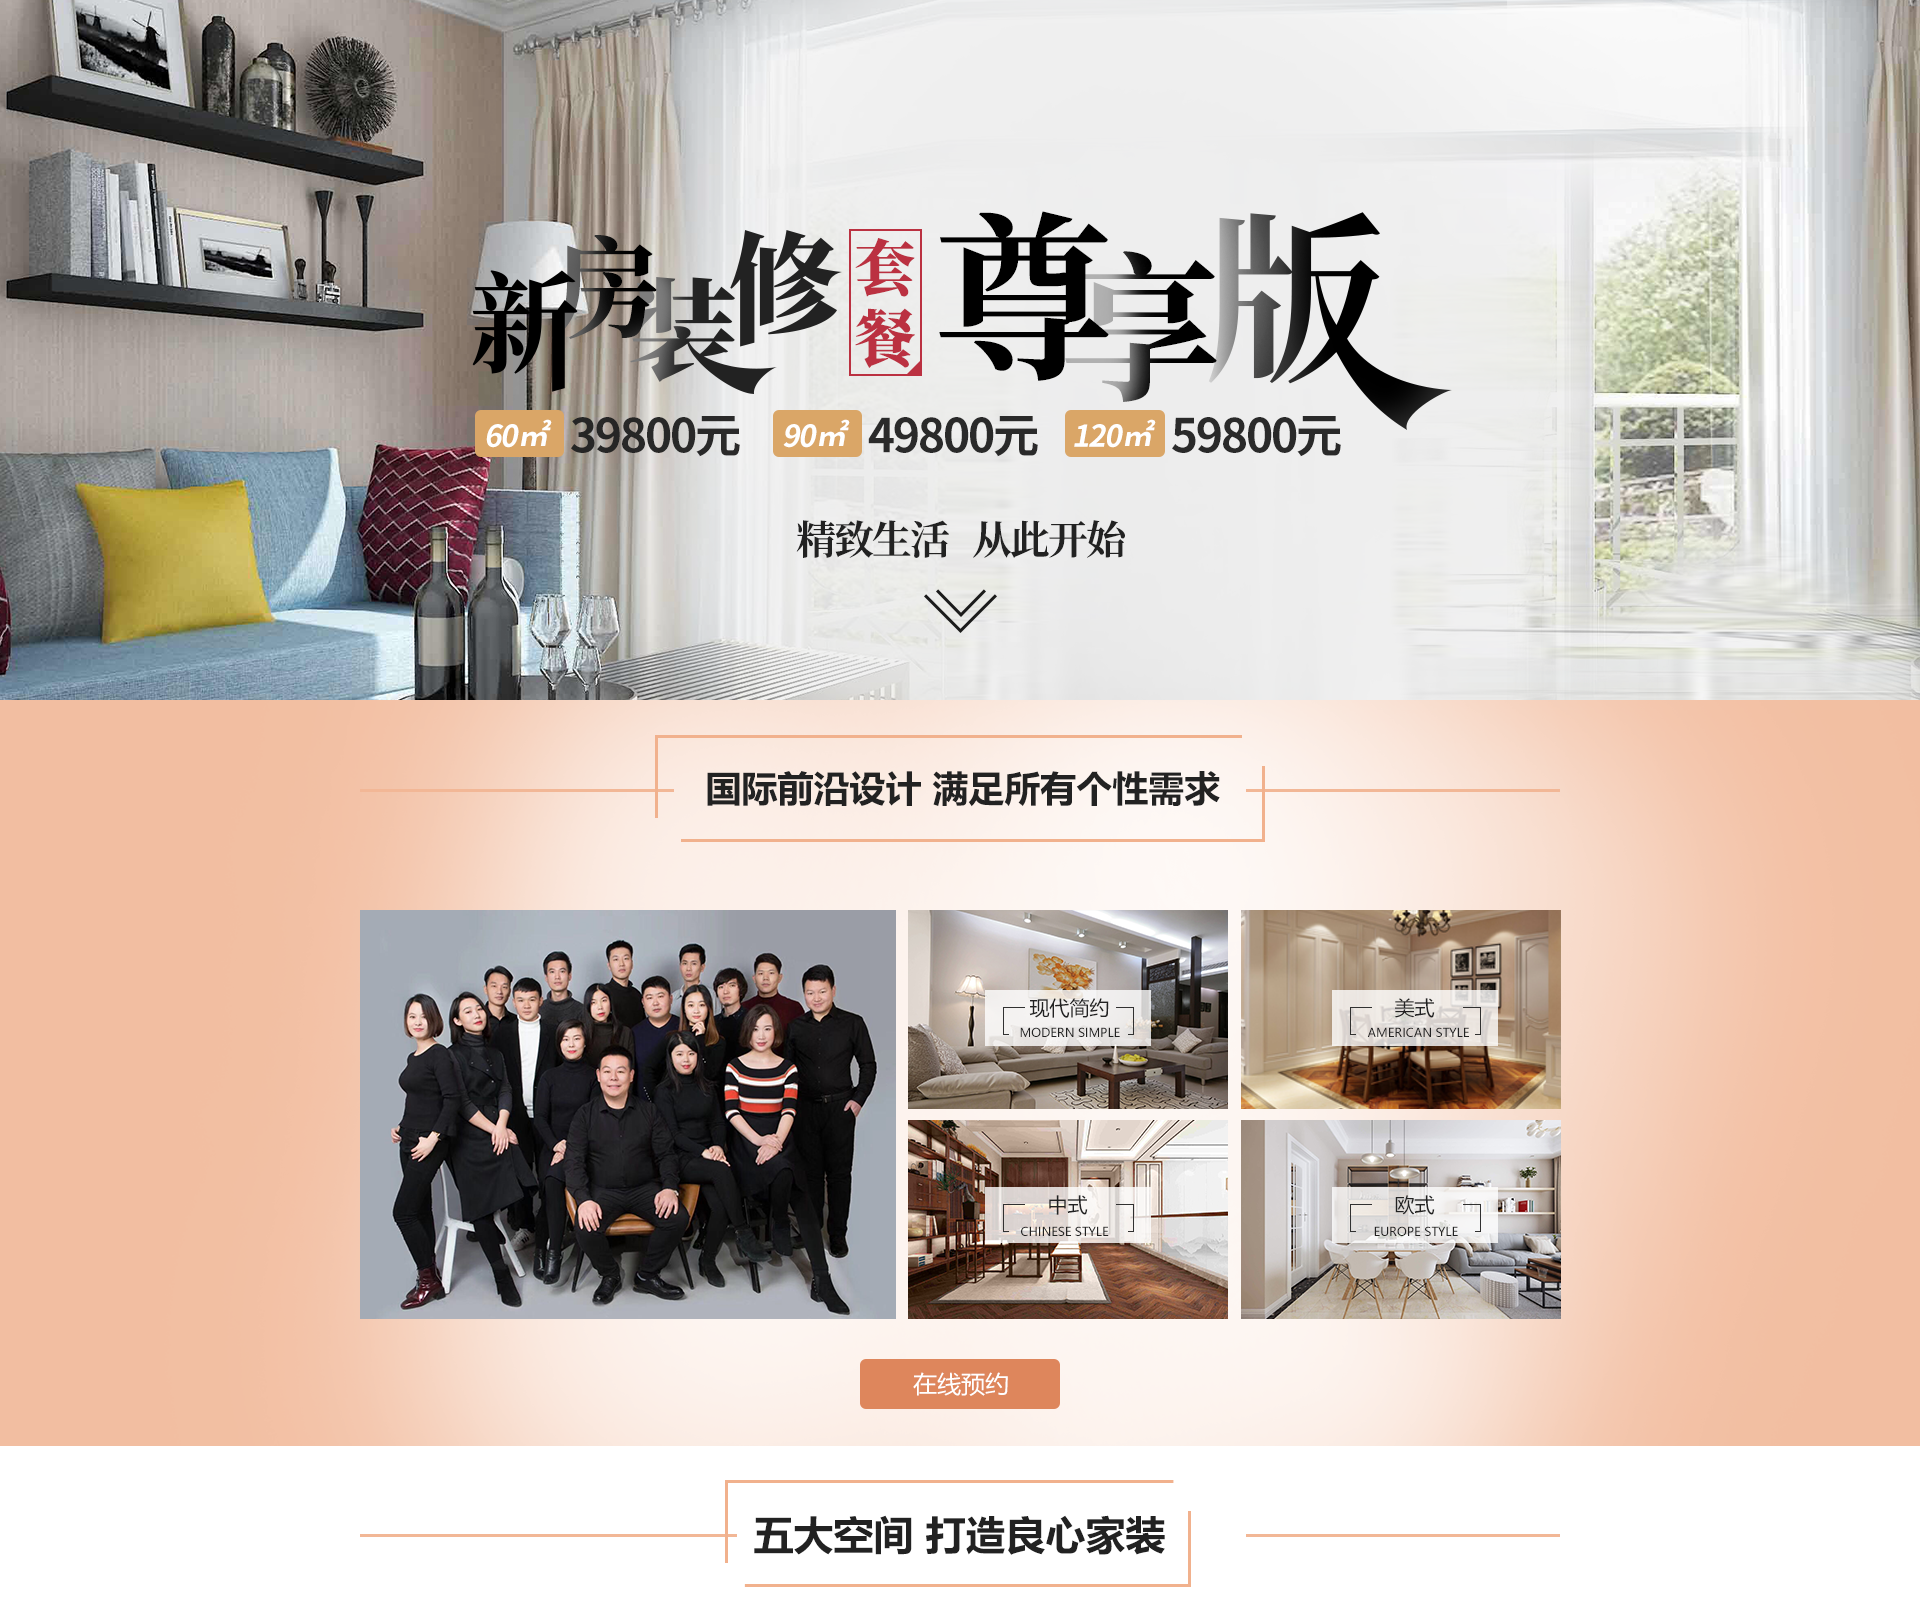 新房装修套餐尊享版
60㎡ 39800元 90㎡ 49800元 120㎡ 59800元
精致生活 从此开始
国际前沿设计 满足所有个性需求
现代简约
MODERN SIMPLE
美式
AMERICAN STYLE
中式
CHINESE STYLE
欧式
EUROPE STYLE
在线预约
五大空间 打造良心家装